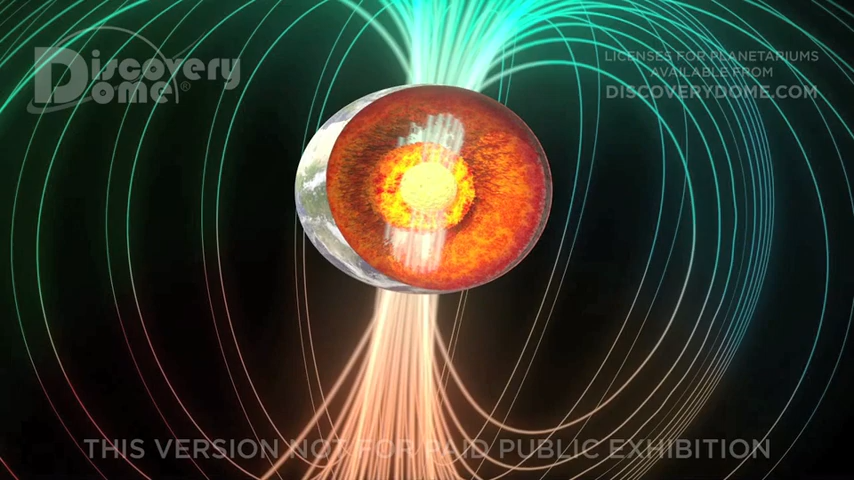 Discovery
Dome®
LICENSES FOR PLANETARIUMS
AVAILABLE FROM
DISCOVERYDOME.COM
THIS VERSION NOT FOR PAID PUBLIC EXHIBITION